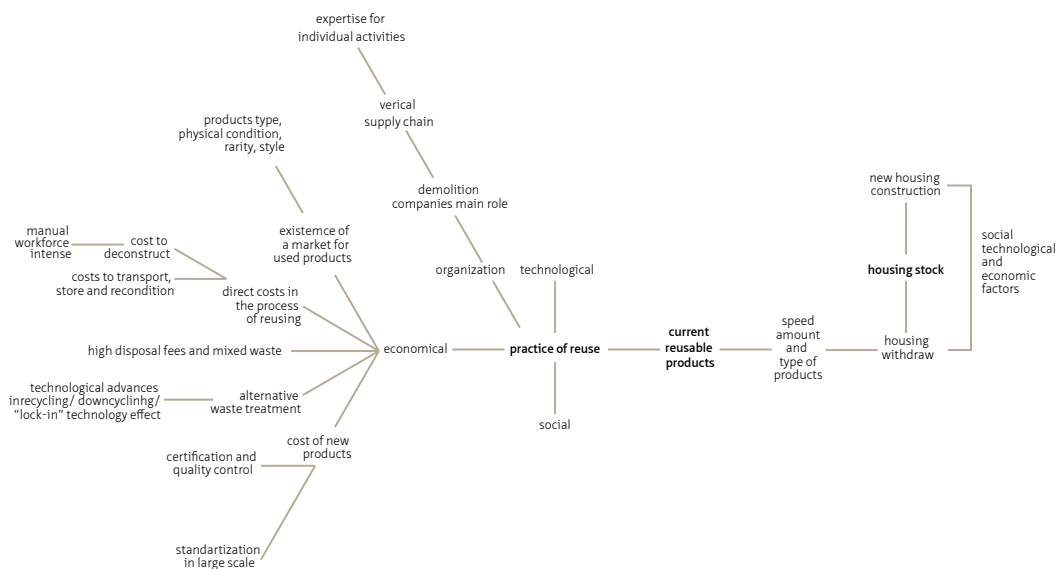 expertise for
individual activities
verical
supply chain
products type,
physical condition,
rarity, style
demolition
companies main role
existemce of
a market for
used products
organization
technological
manual
workforce
intense
cost to
deconstruct
costs to transport,
store and recondition
direct costs in
the process
of reusing
high disposal fees and mixed waste
economical
practice of reuse
technological advances
inrecycling/ downcyclinhg/
“lock-in” technology effect
alternative
waste treatment
cost of new
products
certification and
quality control
standartization
in large scale
social
current
reusable
products
speed
amount
and
type of
products
new housing
construction
housing stock
housing
withdraw
social
technological
and
economic
factors